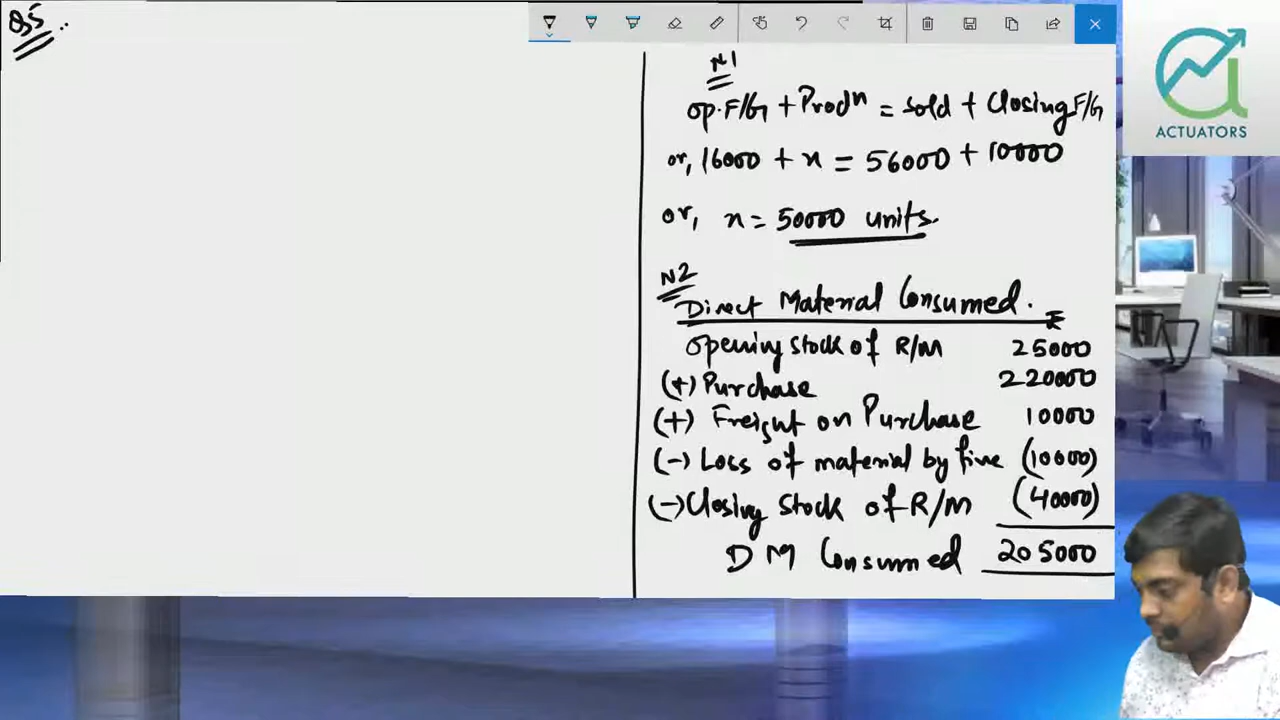 Q5..
N1
op. F/G + Prodⁿ = Sold + Closing F/G
or, 16000 + x = 56000 + 10000
or, x = 50000 units.
N2
Direct Material Consumed.
₹
Opening stock of R/M 25000
(+) Purchase 220000
(+) Freight on Purchase 10000
(-) Loss of material by fire (10000)
(-) Closing Stock of R/M (40000)
DM Consumed 205000
ACTUATORS